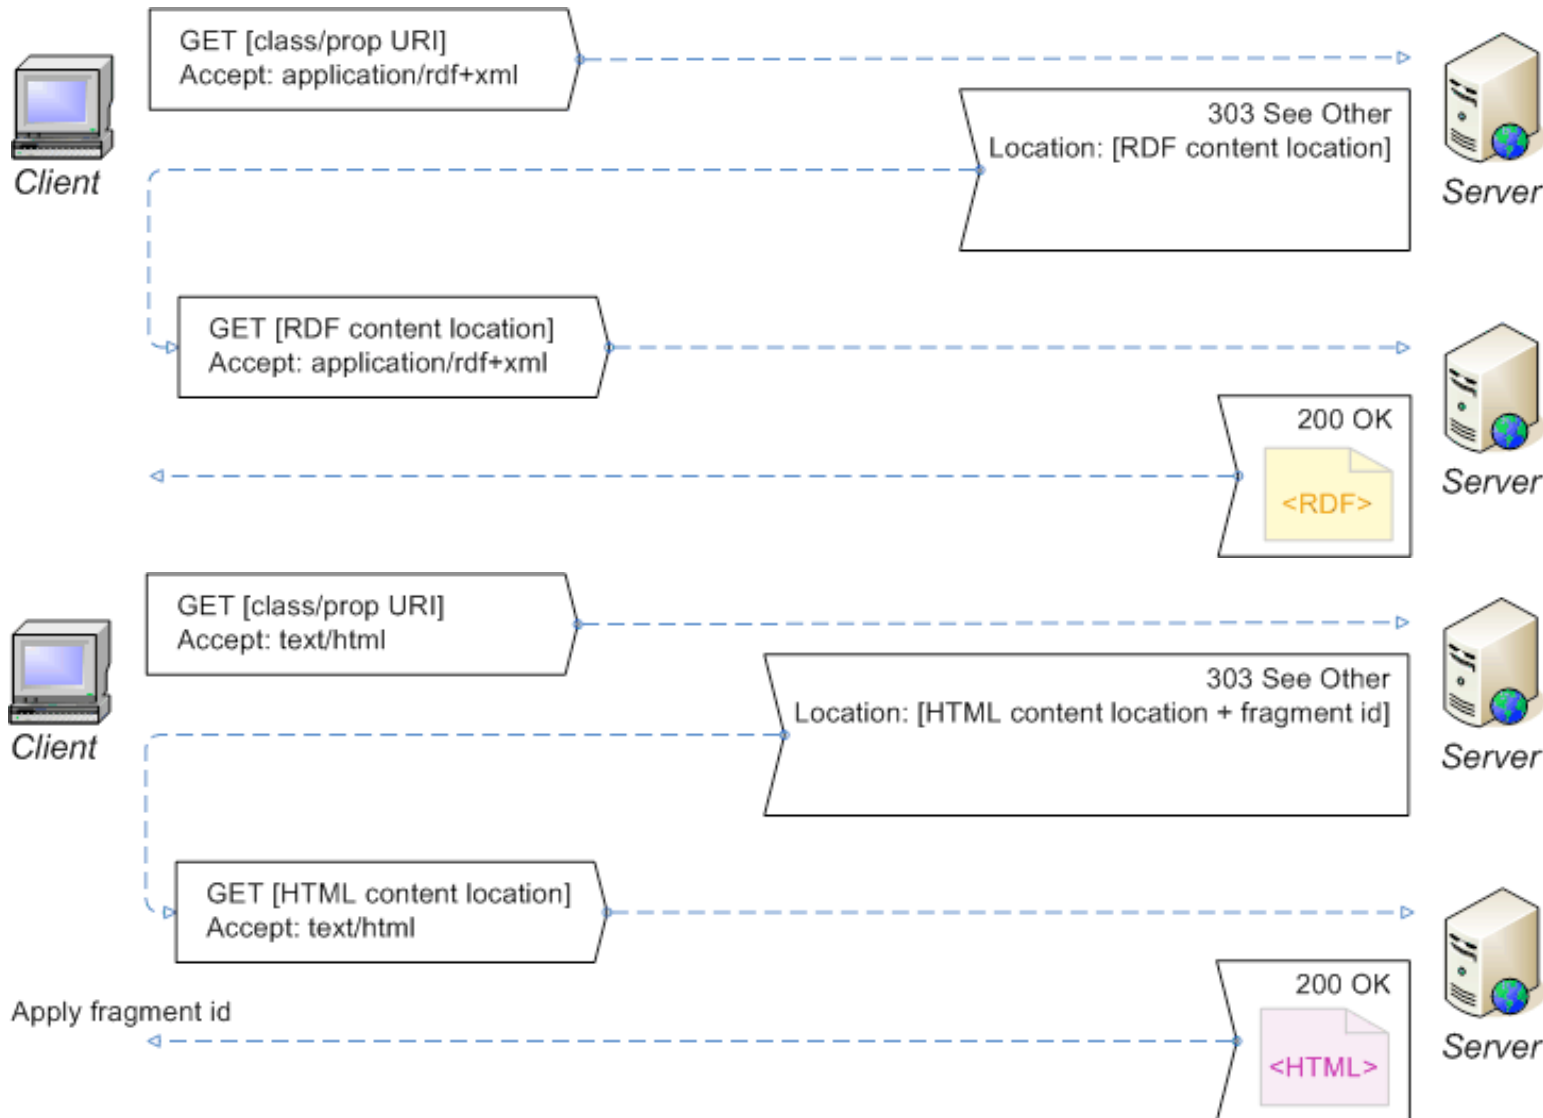 GET [class/prop URI]
Accept: application/rdf+xml
Client
303 See Other
Location: [RDF content location]
Server
GET [RDF content location]
Accept: application/rdf+xml
200 OK
<RDF>
Server
GET [class/prop URI]
Accept: text/html
Client
303 See Other
Location: [HTML content location + fragment id]
Server
GET [HTML content location]
Accept: text/html
200 OK
Apply fragment id
<HTML>
Server